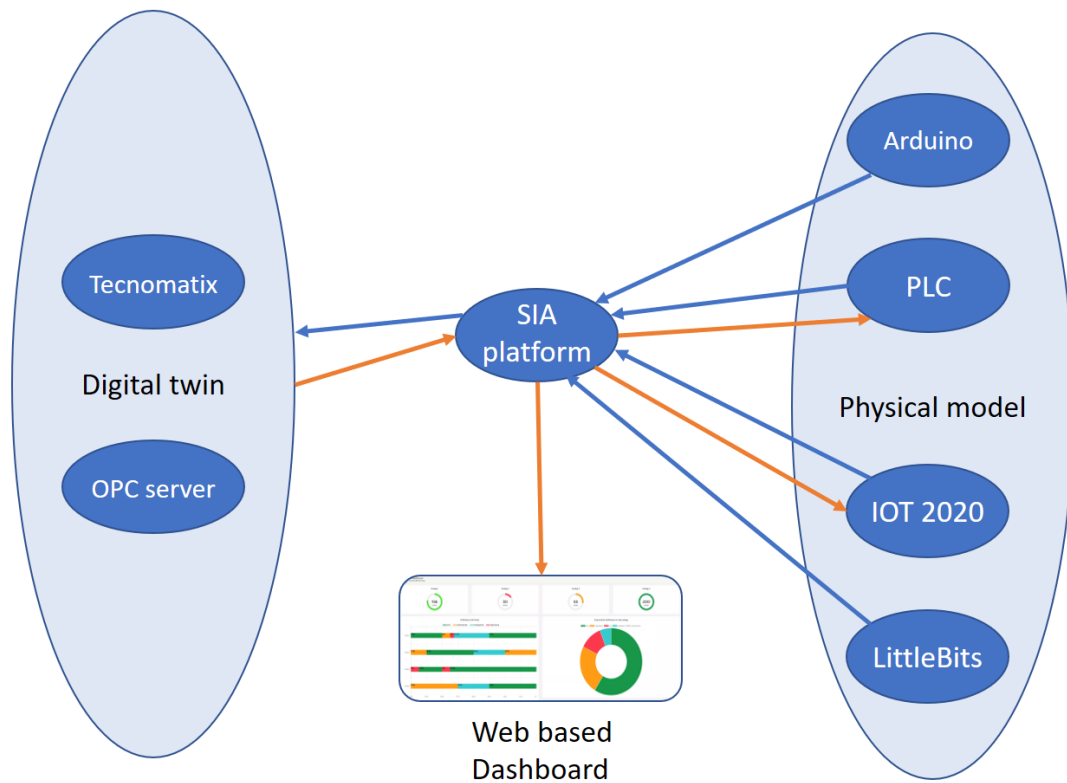 Arduino
Tecnomatix
PLC
SIA
platform
Digital twin
Physical model
OPC server
IOT 2020
LittleBits
Web based
Dashboard